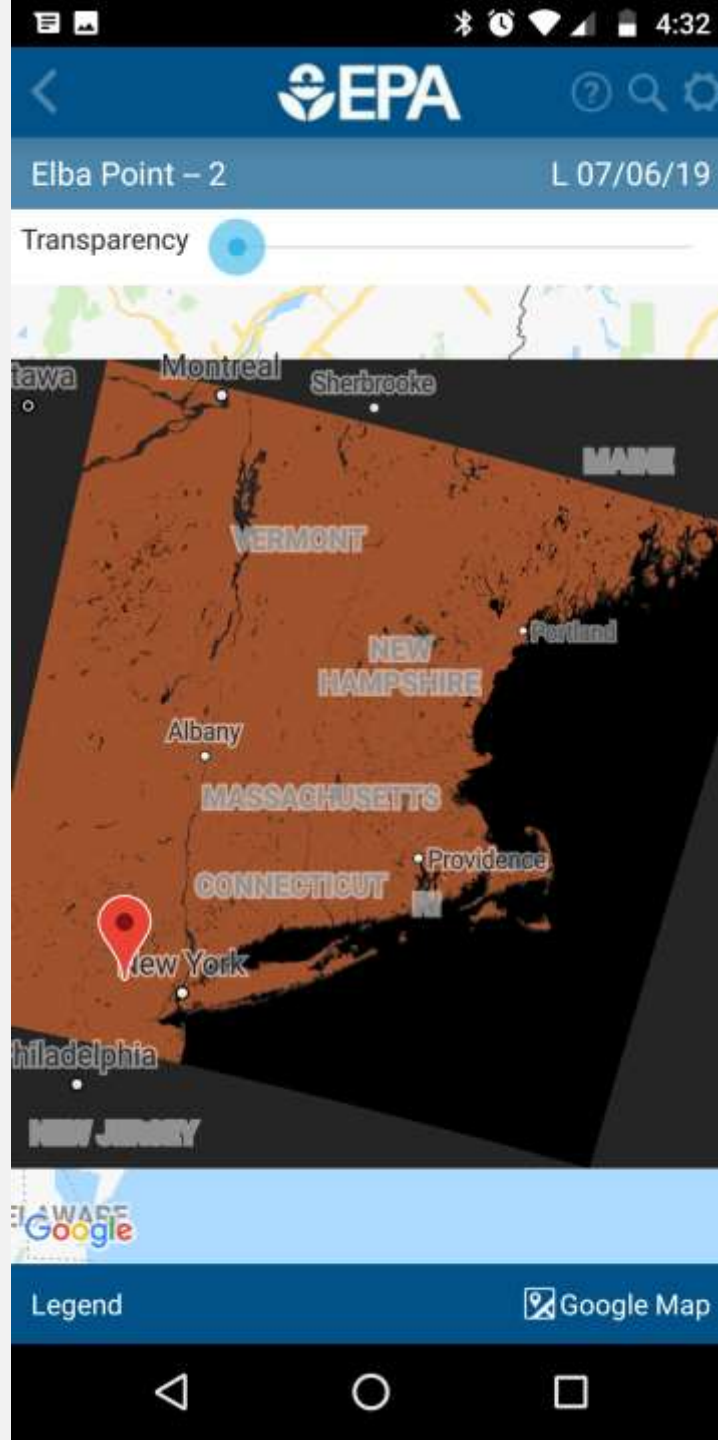 4:32
EPA
Elba Point – 2
L 07/06/19
Transparency
tawa
Montreal
Sherbrooke
MAINE
VERMONT
Portland
NEW
HAMPSHIRE
Albany
MASSACHUSETTS
Providence
CONNECTICUT
RI
New York
hiladelphia
NEW JERSEY
ELAWARE
Google
Legend
Google Map